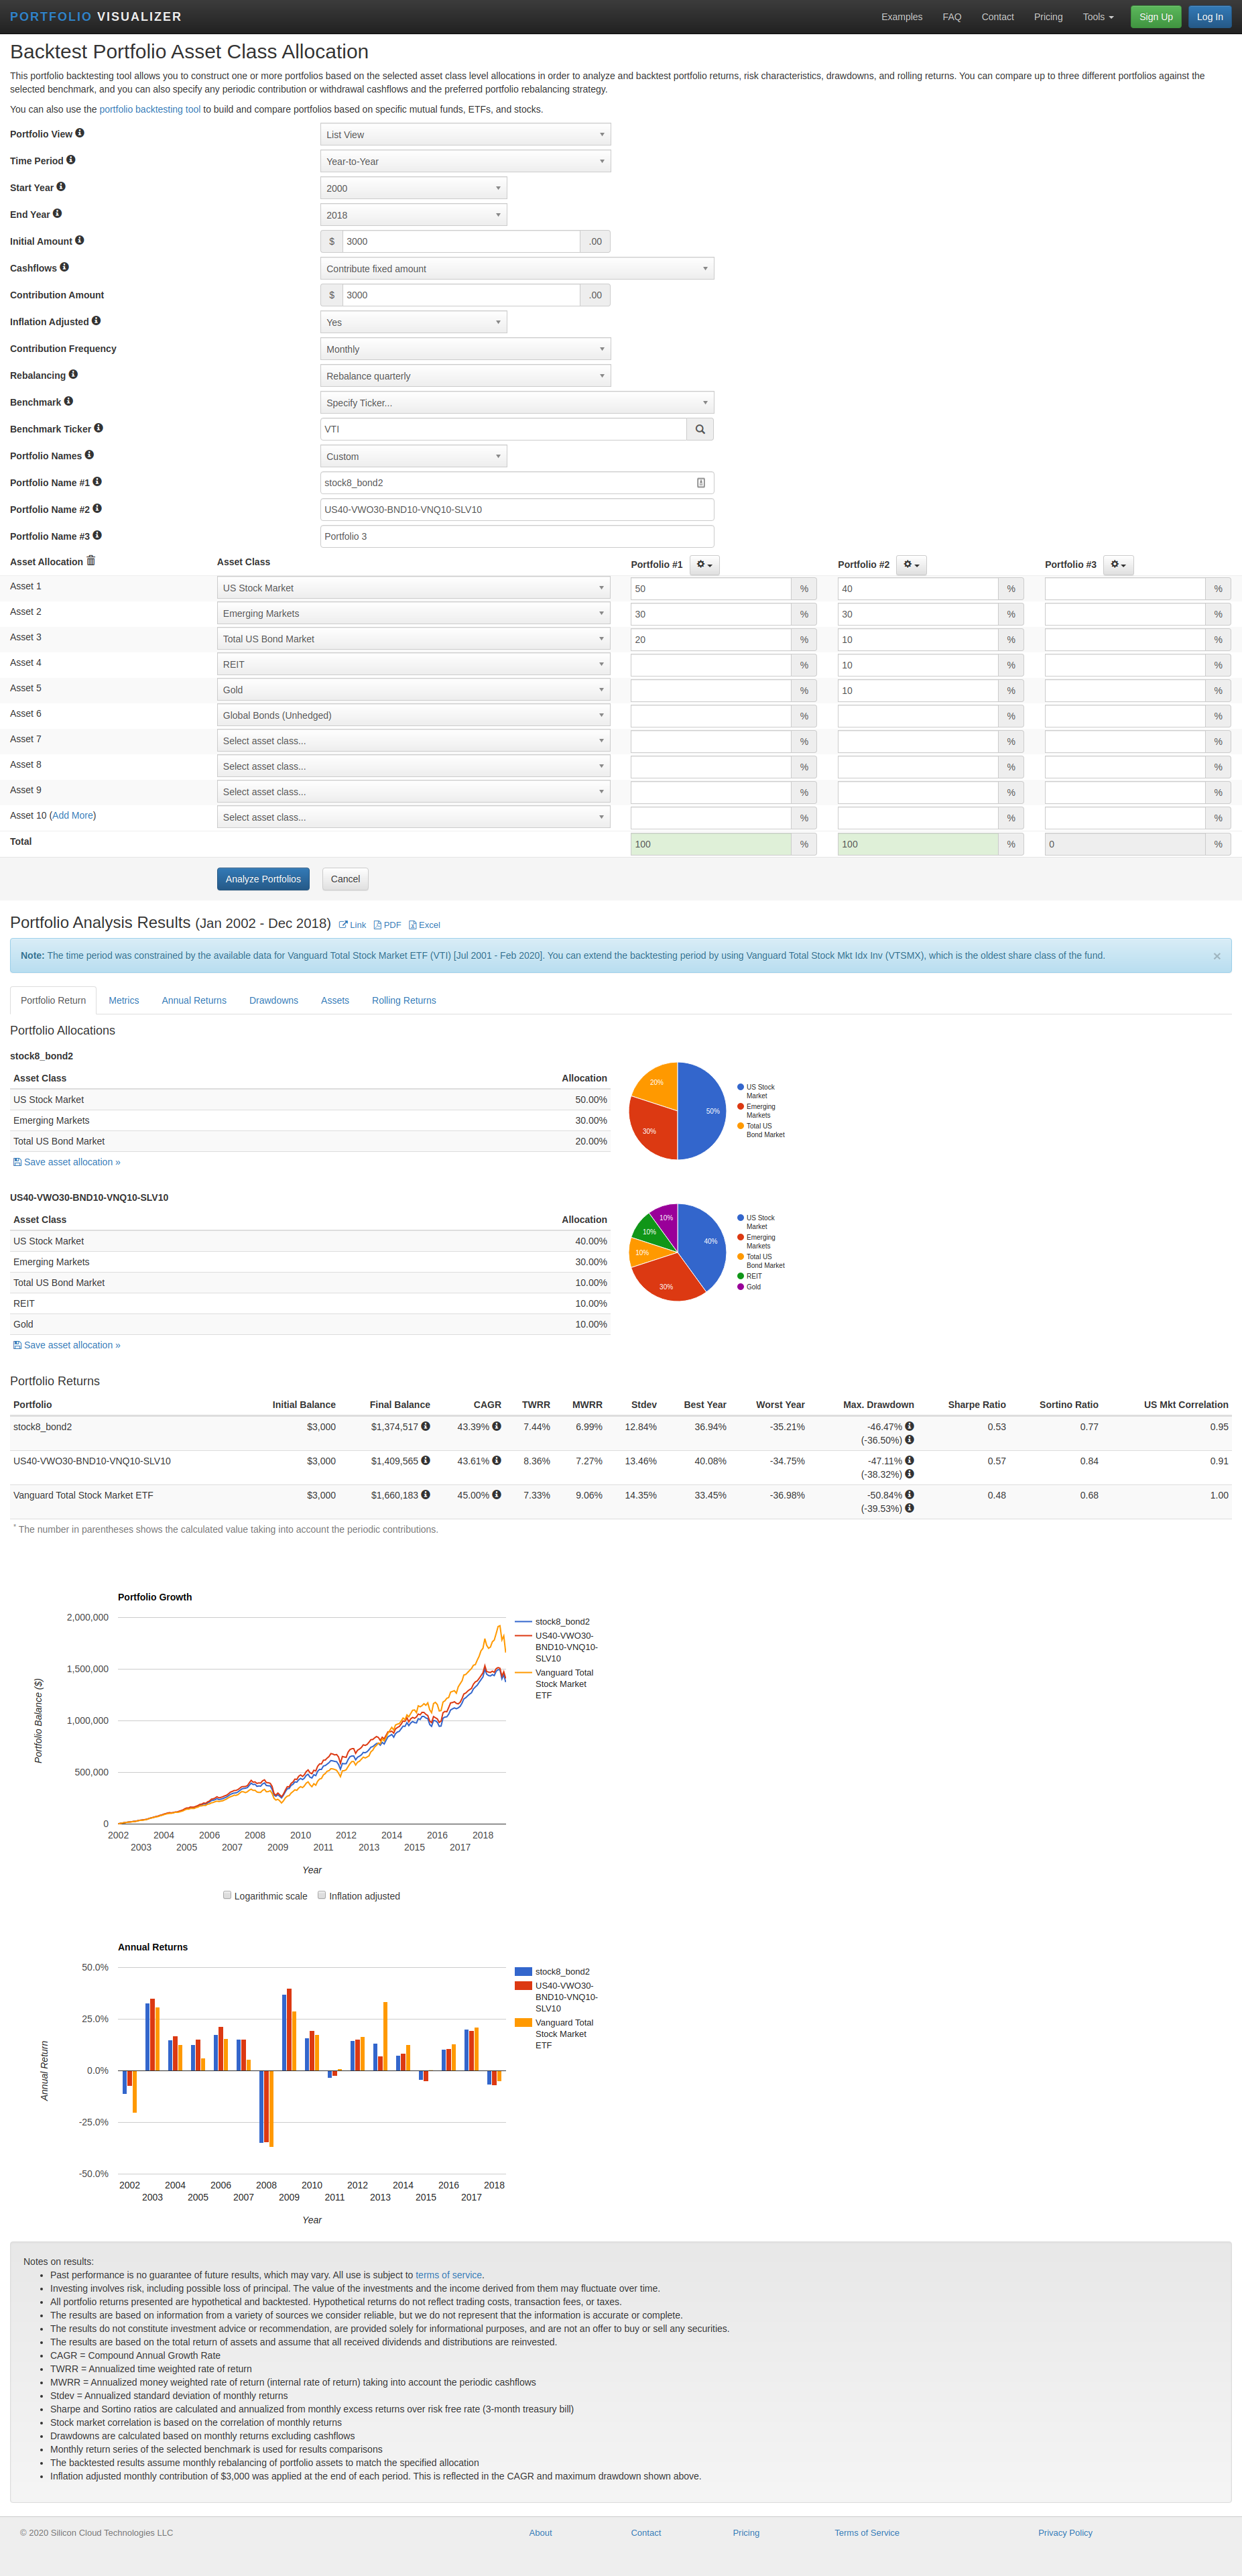 PORTFOLIO VISUALIZER
Examples FAQ Contact Pricing Tools Sign Up Log In
Backtest Portfolio Asset Class Allocation
This portfolio backtesting tool allows you to construct one or more portfolios based on the selected asset class level allocations in order to analyze and backtest portfolio returns, risk characteristics, drawdowns, and rolling returns. You can compare up to three different portfolios against the
selected benchmark, and you can also specify any periodic contribution or withdrawal cashflows and the preferred portfolio rebalancing strategy.
You can also use the portfolio backtesting tool to build and compare portfolios based on specific mutual funds, ETFs, and stocks.
Portfolio View List View
Time Period Year-to-Year
Start Year 2000
End Year 2018
Initial Amount $ 3000 .00
Cashflows Contribute fixed amount
Contribution Amount $ 3000 .00
Inflation Adjusted Yes
Contribution Frequency Monthly
Rebalancing Rebalance quarterly
Benchmark Specify Ticker...
Benchmark Ticker VTI
Portfolio Names Custom
Portfolio Name #1 stock8_bond2
Portfolio Name #2 US40-VWO30-BND10-VNQ10-SLV10
Portfolio Name #3 Portfolio 3
Asset Allocation Asset Class Portfolio #1 Portfolio #2 Portfolio #3
Asset 1 US Stock Market 50 % 40 % %
Asset 2 Emerging Markets 30 % 30 % %
Asset 3 Total US Bond Market 20 % 10 % %
Asset 4 REIT % 10 % %
Asset 5 Gold % 10 % %
Asset 6 Global Bonds (Unhedged) % % %
Asset 7 Select asset class... % % %
Asset 8 Select asset class... % % %
Asset 9 Select asset class... % % %
Asset 10 (Add More) Select asset class... % % %
Total 100 % 100 % 0 %
Analyze Portfolios Cancel
Portfolio Analysis Results (Jan 2002 - Dec 2018) Link PDF Excel
Note: The time period was constrained by the available data for Vanguard Total Stock Market ETF (VTI) [Jul 2001 - Feb 2020]. You can extend the backtesting period by using Vanguard Total Stock Mkt Idx Inv (VTSMX), which is the oldest share class of the fund. ×
Portfolio Return Metrics Annual Returns Drawdowns Assets Rolling Returns
Portfolio Allocations
stock8_bond2
Asset Class Allocation
US Stock Market 50.00%
Emerging Markets 30.00%
Total US Bond Market 20.00%
Save asset allocation »
50%
30%
20%
US Stock
Market
Emerging
Markets
Total US
Bond Market
US40-VWO30-BND10-VNQ10-SLV10
Asset Class Allocation
US Stock Market 40.00%
Emerging Markets 30.00%
Total US Bond Market 10.00%
REIT 10.00%
Gold 10.00%
Save asset allocation »
40%
30%
10%
10%
10%
US Stock
Market
Emerging
Markets
Total US
Bond Market
REIT
Gold
Portfolio Returns
Portfolio Initial Balance Final Balance CAGR TWRR MWRR Stdev Best Year Worst Year Max. Drawdown Sharpe Ratio Sortino Ratio US Mkt Correlation
stock8_bond2 $3,000 $1,374,517 43.39% 7.44% 6.99% 12.84% 36.94% -35.21% -46.47% 0.53 0.77 0.95
(-36.50%)
US40-VWO30-BND10-VNQ10-SLV10 $3,000 $1,409,565 43.61% 8.36% 7.27% 13.46% 40.08% -34.75% -47.11% 0.57 0.84 0.91
(-38.32%)
Vanguard Total Stock Market ETF $3,000 $1,660,183 45.00% 7.33% 9.06% 14.35% 33.45% -36.98% -50.84% 0.48 0.68 1.00
(-39.53%)
* The number in parentheses shows the calculated value taking into account the periodic contributions.
Portfolio Growth
2,000,000
1,500,000
1,000,000
500,000
0
Portfolio Balance ($)
2002 2004 2006 2008 2010 2012 2014 2016 2018
2003 2005 2007 2009 2011 2013 2015 2017
Year
stock8_bond2
US40-VWO30-
BND10-VNQ10-
SLV10
Vanguard Total
Stock Market
ETF
Logarithmic scale Inflation adjusted
Annual Returns
50.0%
25.0%
0.0%
-25.0%
-50.0%
Annual Return
2002 2004 2006 2008 2010 2012 2014 2016 2018
2003 2005 2007 2009 2011 2013 2015 2017
Year
stock8_bond2
US40-VWO30-
BND10-VNQ10-
SLV10
Vanguard Total
Stock Market
ETF
Notes on results:
• Past performance is no guarantee of future results, which may vary. All use is subject to terms of service.
• Investing involves risk, including possible loss of principal. The value of the investments and the income derived from them may fluctuate over time.
• All portfolio returns presented are hypothetical and backtested. Hypothetical returns do not reflect trading costs, transaction fees, or taxes.
• The results are based on information from a variety of sources we consider reliable, but we do not represent that the information is accurate or complete.
• The results do not constitute investment advice or recommendation, are provided solely for informational purposes, and are not an offer to buy or sell any securities.
• The results are based on the total return of assets and assume that all received dividends and distributions are reinvested.
• CAGR = Compound Annual Growth Rate
• TWRR = Annualized time weighted rate of return
• MWRR = Annualized money weighted rate of return (internal rate of return) taking into account the periodic cashflows
• Stdev = Annualized standard deviation of monthly returns
• Sharpe and Sortino ratios are calculated and annualized from monthly excess returns over risk free rate (3-month treasury bill)
• Stock market correlation is based on the correlation of monthly returns
• Drawdowns are calculated based on monthly returns excluding cashflows
• Monthly return series of the selected benchmark is used for results comparisons
• The backtested results assume monthly rebalancing of portfolio assets to match the specified allocation
• Inflation adjusted monthly contribution of $3,000 was applied at the end of each period. This is reflected in the CAGR and maximum drawdown shown above.
© 2020 Silicon Cloud Technologies LLC About Contact Pricing Terms of Service Privacy Policy